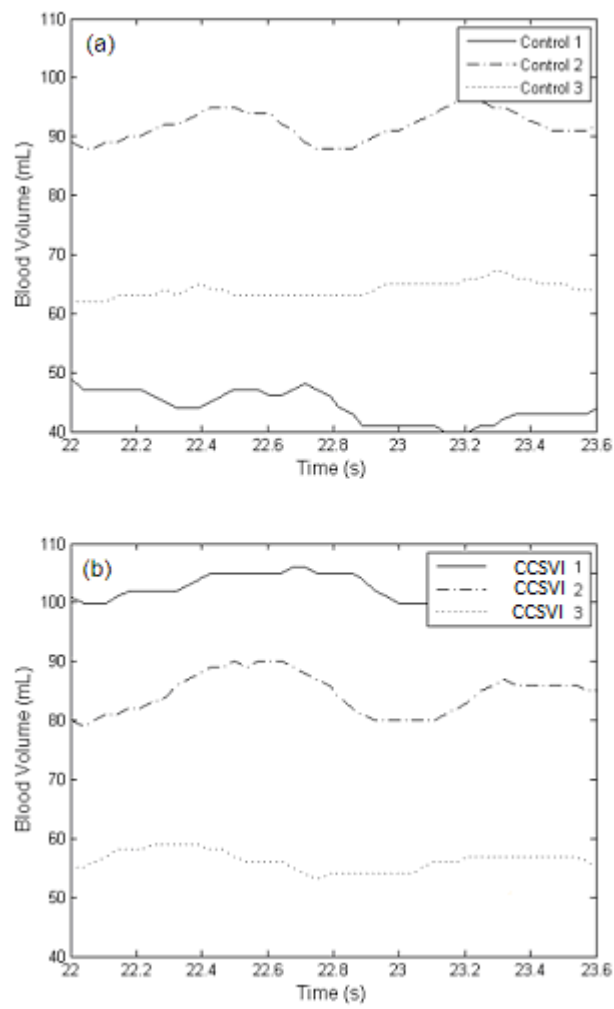 110
(a)
Control 1
100
Control 2
Control 3
90
80
70
60
50
40
22 22.2 22.4 22.6 22.8 23 23.2 23.4 23.6
Blood Volume (mL)
Time (s)
110
(b)
CCSVI 1
100
CCSVI 2
CCSVI 3
90
80
70
60
50
40
22 22.2 22.4 22.6 22.8 23 23.2 23.4 23.6
Blood Volume (mL)
Time (s)